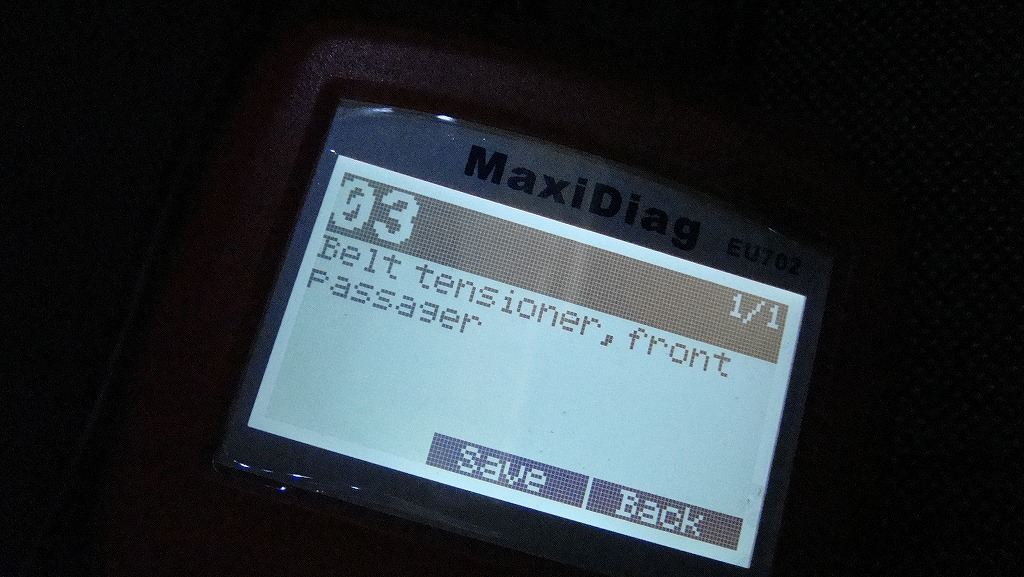 MaxiDiag EU702
03
1/1
Belt tensioner, front
Passager
Save Back